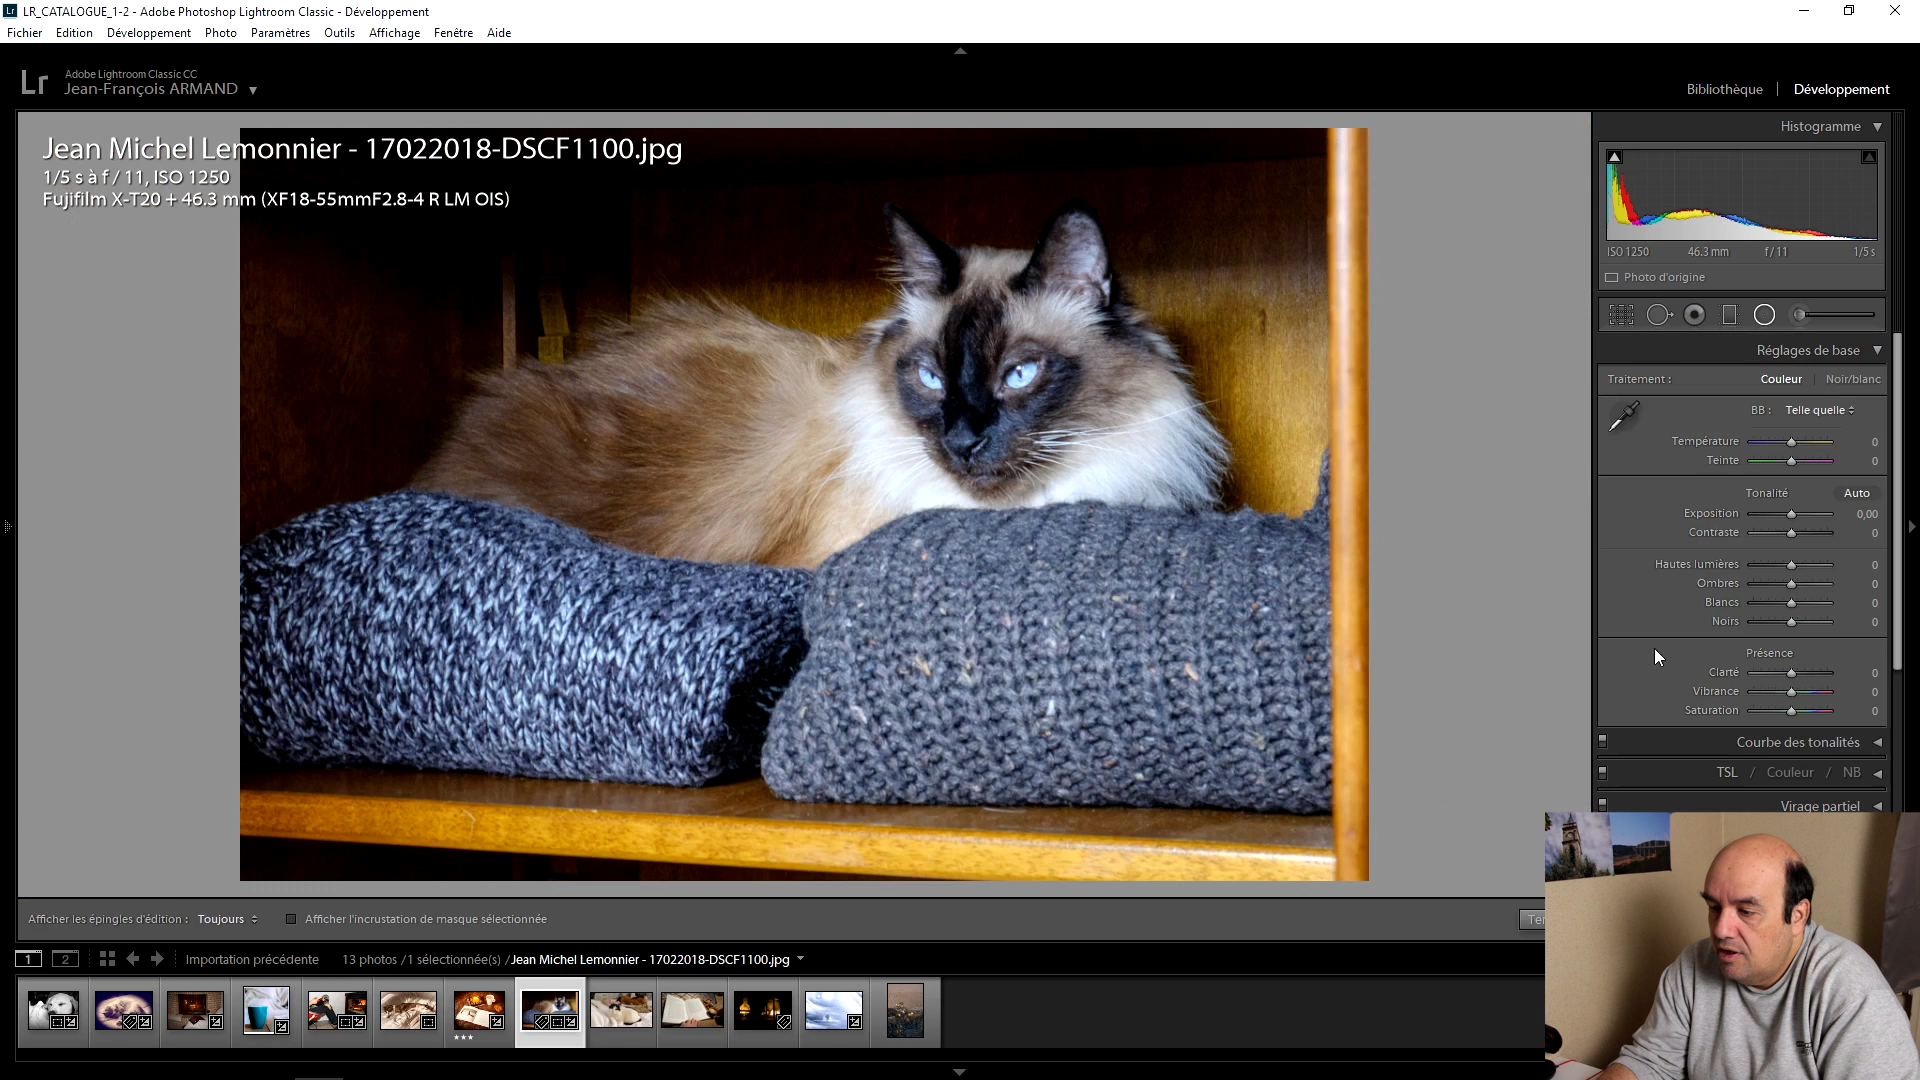 Lr LR_CATALOGUE_1-2 - Adobe Photoshop Lightroom Classic - Développement
Fichier Edition Développement Photo Paramètres Outils Affichage Fenêtre Aide
Lr Adobe Lightroom Classic CC
Jean-François ARMAND
Bibliothèque | Développement
Jean Michel Lemonnier - 17022018-DSCF1100.jpg
1/5 s à f / 11, ISO 1250
Fujifilm X-T20 + 46.3 mm (XF18-55mmF2.8-4 R LM OIS)
Histogramme
ISO 1250 46.3 mm f / 11 1/5 s
Photo d'origine
Réglages de base
Traitement : Couleur | Noir/blanc
BB : Telle quelle
Température 0
Teinte 0
Tonalité Auto
Exposition 0,00
Contraste 0
Hautes lumières 0
Ombres 0
Blancs 0
Noirs 0
Présence
Clarté 0
Vibrance 0
Saturation 0
Courbe des tonalités
TSL / Couleur / NB
Virage partiel
Afficher les épingles d'édition : Toujours Afficher l'incrustation de masque sélectionnée
Ter
1 2 Importation précédente 13 photos / 1 sélectionnée(s) / Jean Michel Lemonnier - 17022018-DSCF1100.jpg